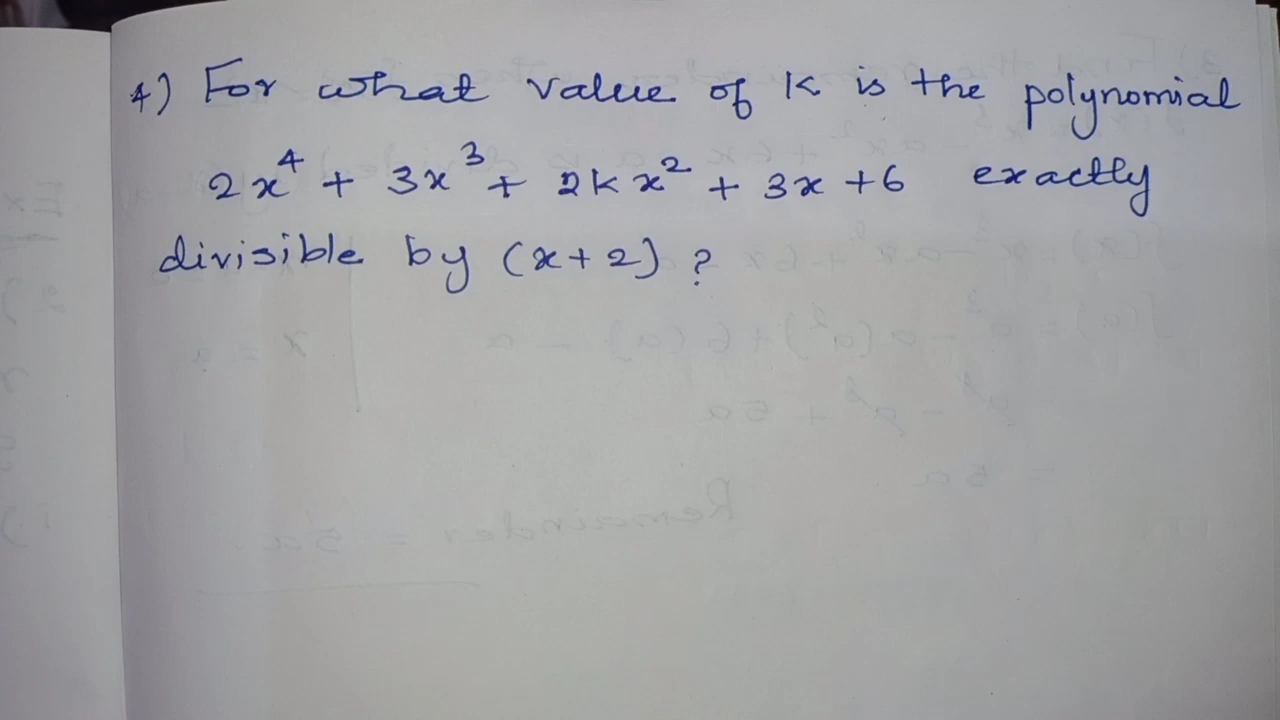 4) For what value of K is the polynomial
2x⁴ + 3x³ + 2kx² + 3x + 6 exactly
divisible by (x+2) ?